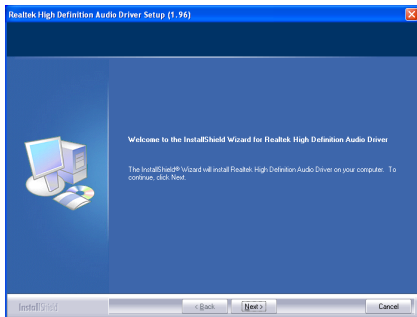 Realtek High Definition Audio Driver Setup (1.96)
Welcome to the InstallShield Wizard for Realtek High Definition Audio Driver
The InstallShield® Wizard will install Realtek High Definition Audio Driver on your computer. To
continue, click Next.
InstallShield
< Back
Next >
Cancel